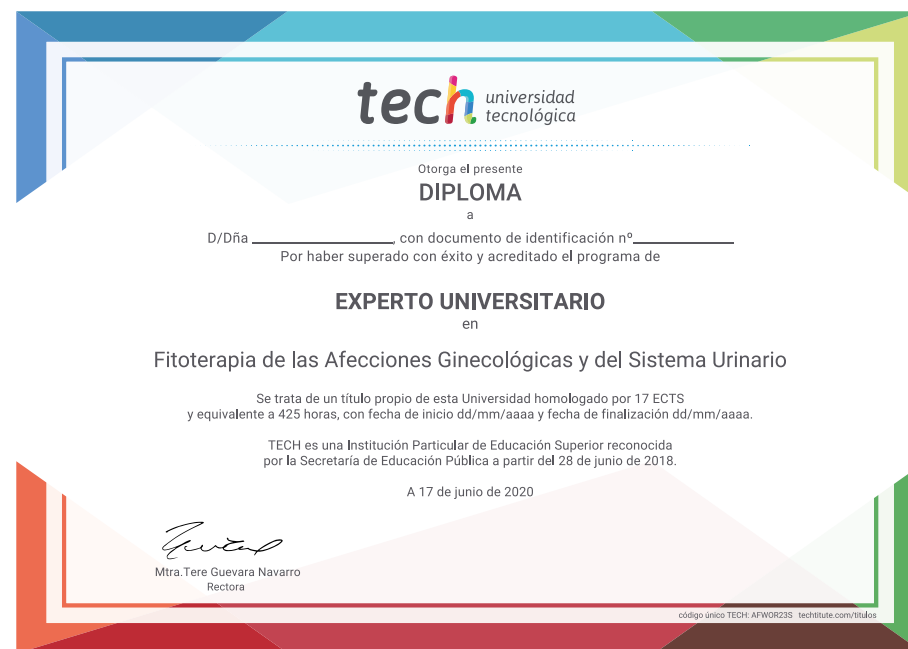 tech universidad
tecnológica
Otorga el presente
DIPLOMA
a
D/Dña ____________________, con documento de identificación nº______________
Por haber superado con éxito y acreditado el programa de
EXPERTO UNIVERSITARIO
en
Fitoterapia de las Afecciones Ginecológicas y del Sistema Urinario
Se trata de un título propio de esta Universidad homologado por 17 ECTS
y equivalente a 425 horas, con fecha de inicio dd/mm/aaaa y fecha de finalización dd/mm/aaaa.
TECH es una Institución Particular de Educación Superior reconocida
por la Secretaría de Educación Pública a partir del 28 de junio de 2018.
A 17 de junio de 2020
Mtra.Tere Guevara Navarro
Rectora
código único TECH: AFWOR23S techtitute.com/titulos